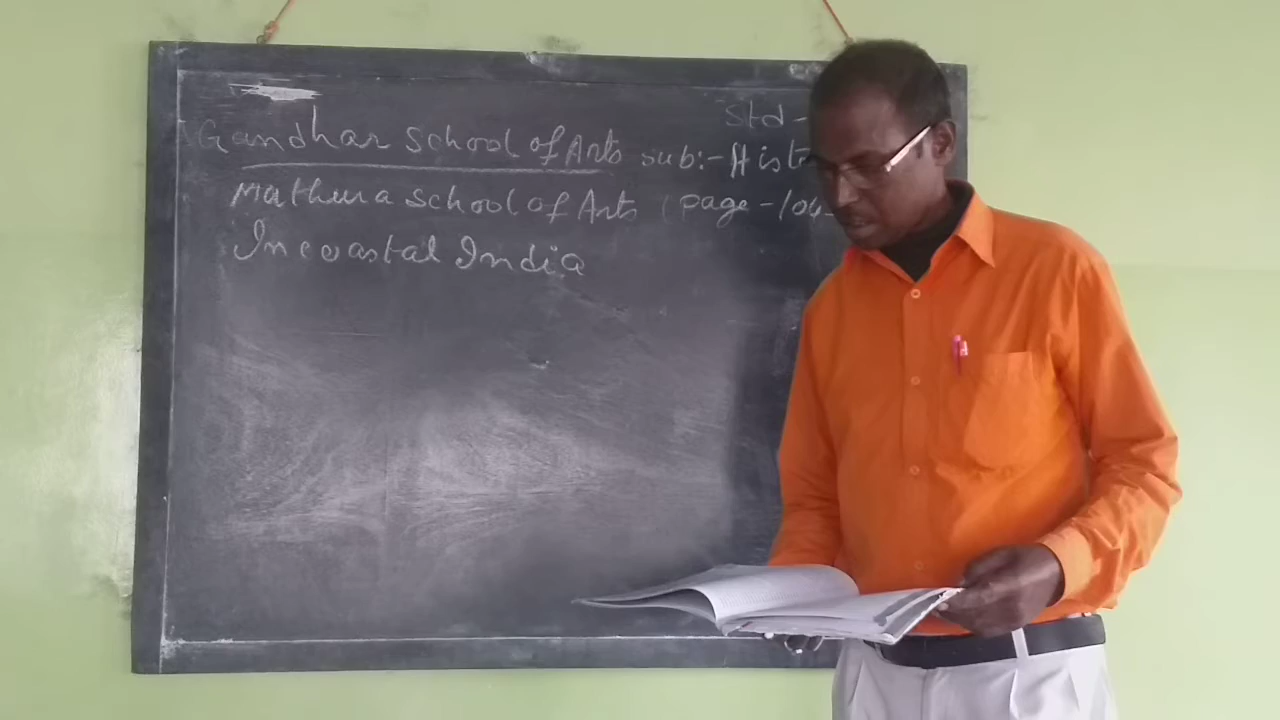 Std -
Gandhar School of Arts sub:- Hist
Mathura School of Arts (page - 104
In coastal India